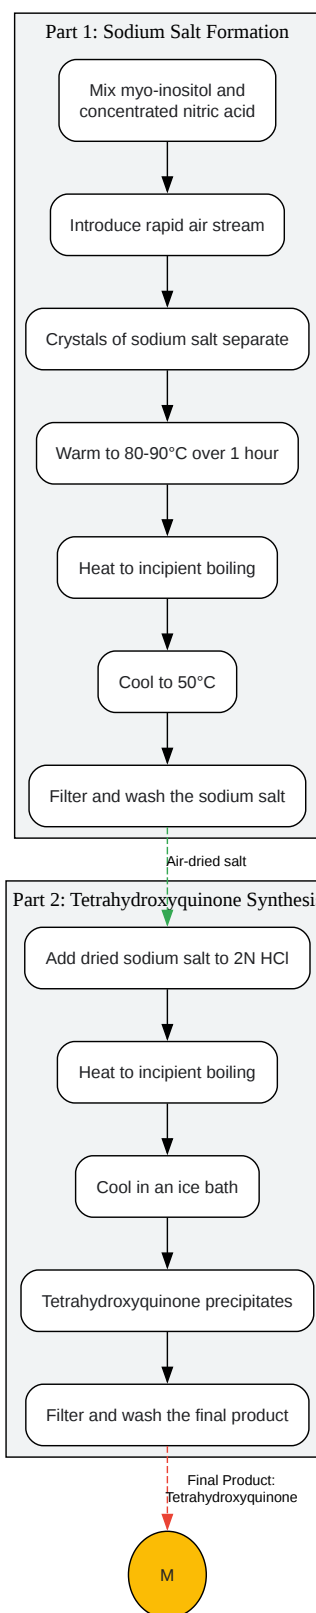 Part 1: Sodium Salt Formation
Mix myo-inositol and
concentrated nitric acid
Introduce rapid air stream
Crystals of sodium salt separate
Warm to 80-90°C over 1 hour
Heat to incipient boiling
Cool to 50°C
Filter and wash the sodium salt
Air-dried salt
Part 2: Tetrahydroxyquinone Synthesi
Add dried sodium salt to 2N HCl
Heat to incipient boiling
Cool in an ice bath
Tetrahydroxyquinone precipitates
Filter and wash the final product
Final Product:
Tetrahydroxyquinone
M